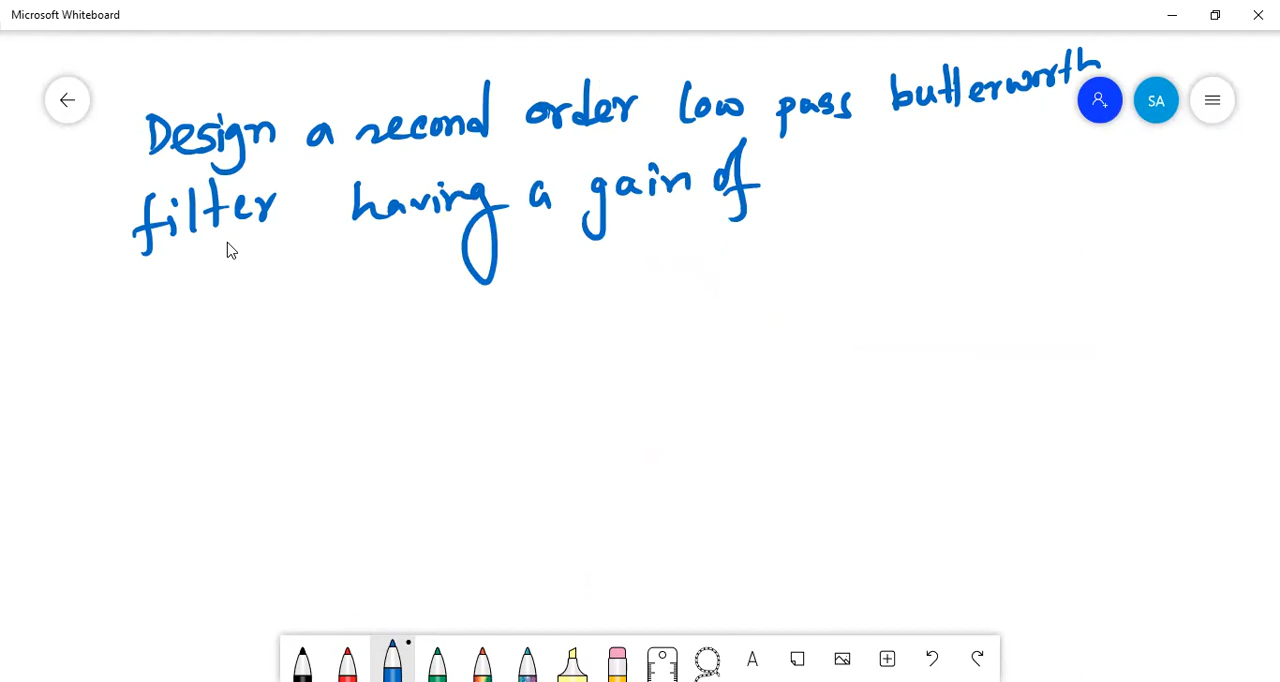 Microsoft Whiteboard
Design a second order low pass butterworth
SA
filter having a gain of
A